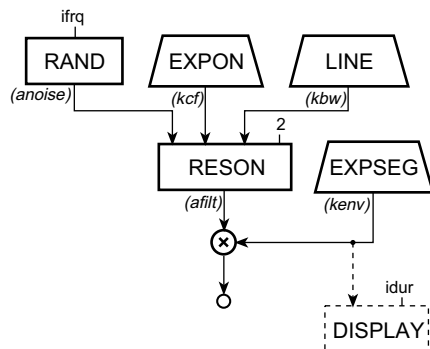 ifrq
RAND
EXPON
LINE
(anoise)
(kcf)
(kbw)
2
RESON
EXPSEG
(afilt)
(kenv)
×
idur
DISPLAY